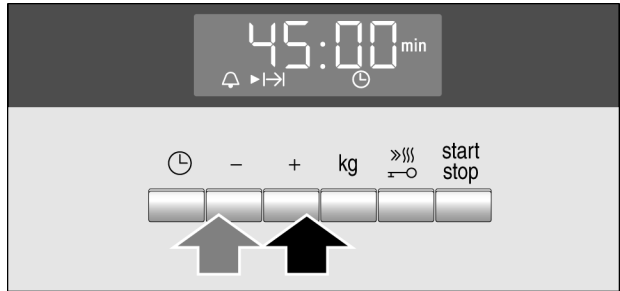 45:00 min
− + kg start
stop